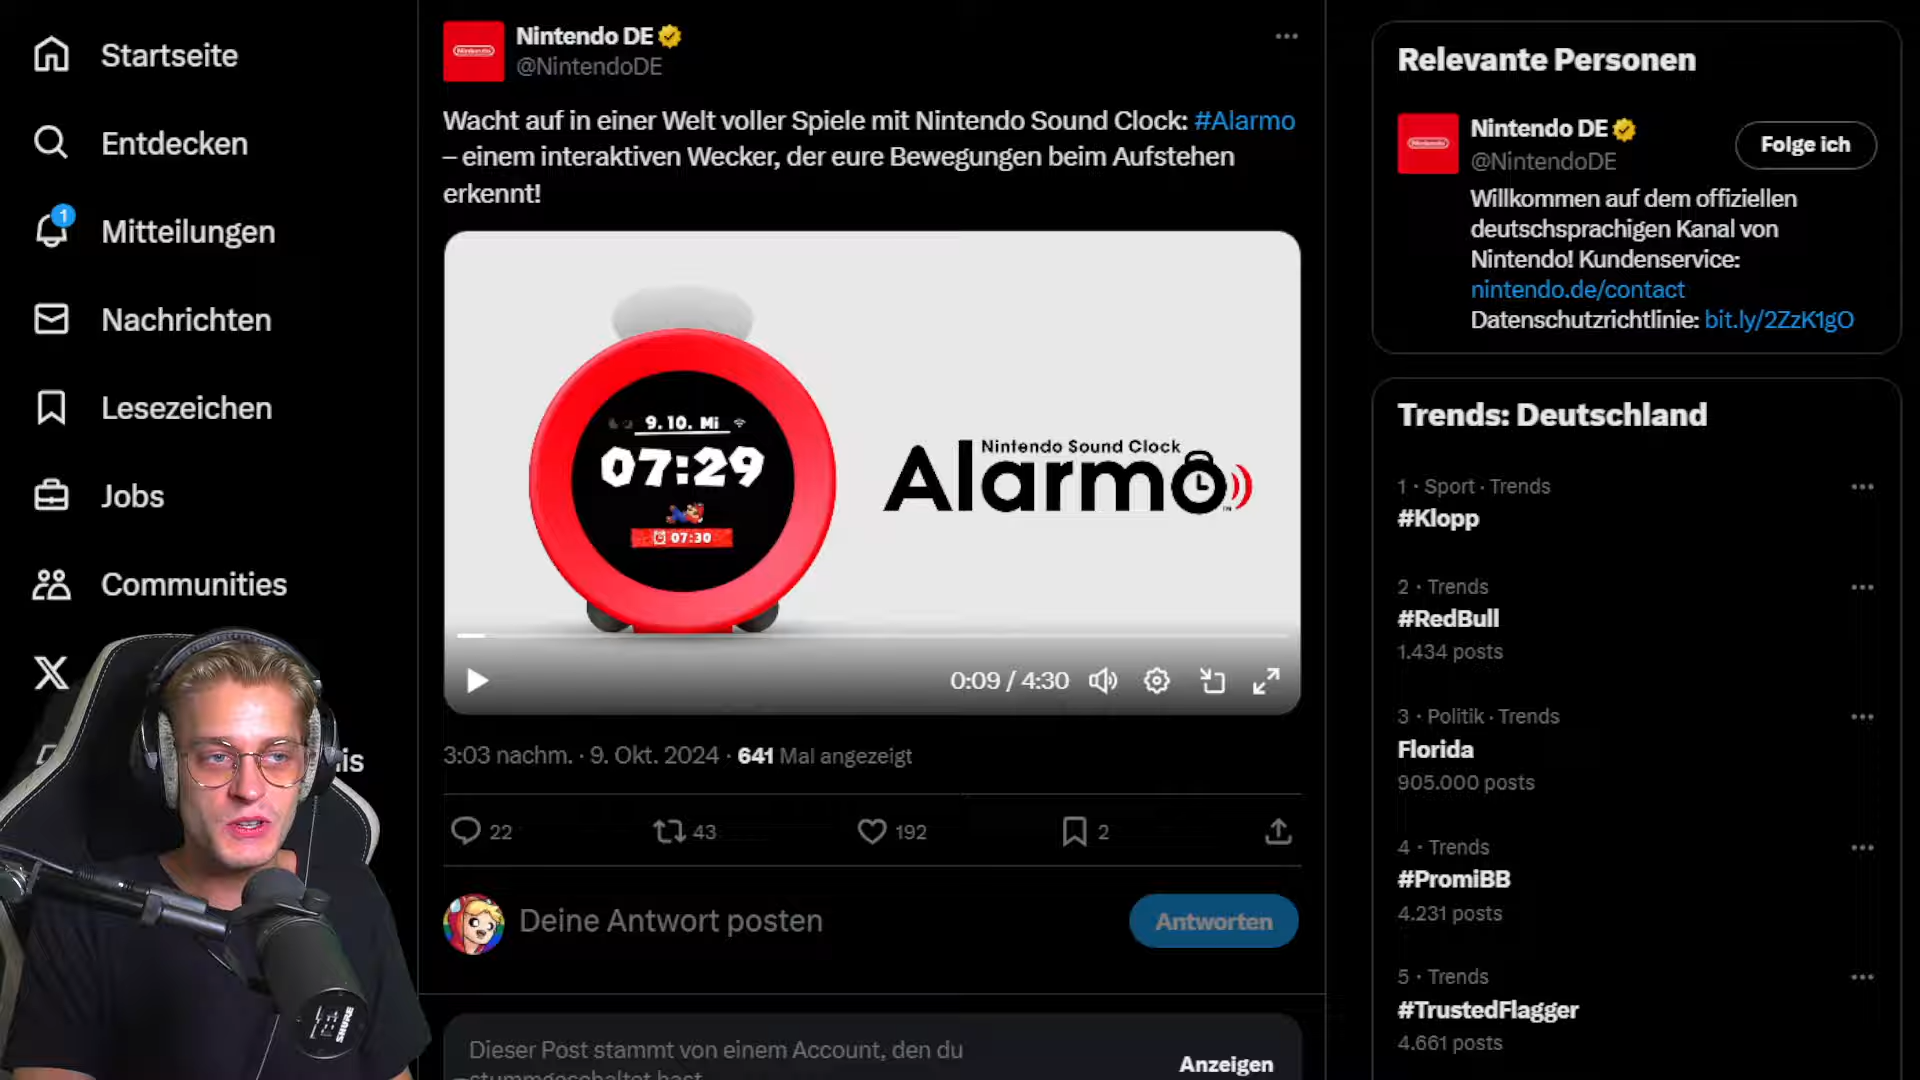 Startseite
Entdecken
1
Mitteilungen
Nachrichten
Lesezeichen
Jobs
Communities
Nintendo DE
@NintendoDE
Wacht auf in einer Welt voller Spiele mit Nintendo Sound Clock: #Alarmo
– einem interaktiven Wecker, der eure Bewegungen beim Aufstehen
erkennt!
9.10. Mi
07:29
07:30
Nintendo Sound Clock
Alarmo
TM
0:09 / 4:30
3:03 nachm. · 9. Okt. 2024 · 641 Mal angezeigt
22
43
192
2
Deine Antwort posten
Antworten
Dieser Post stammt von einem Account, den du
stummgeschaltet hast.
Anzeigen
Relevante Personen
Nintendo
Nintendo DE
@NintendoDE
Folge ich
Willkommen auf dem offiziellen
deutschsprachigen Kanal von
Nintendo! Kundenservice:
nintendo.de/contact
Datenschutzrichtlinie: bit.ly/2ZzK1gO
Trends: Deutschland
1 · Sport · Trends
#Klopp
2 · Trends
#RedBull
1.434 posts
3 · Politik · Trends
Florida
905.000 posts
4 · Trends
#PromiBB
4.231 posts
5 · Trends
#TrustedFlagger
4.661 posts
SHURE